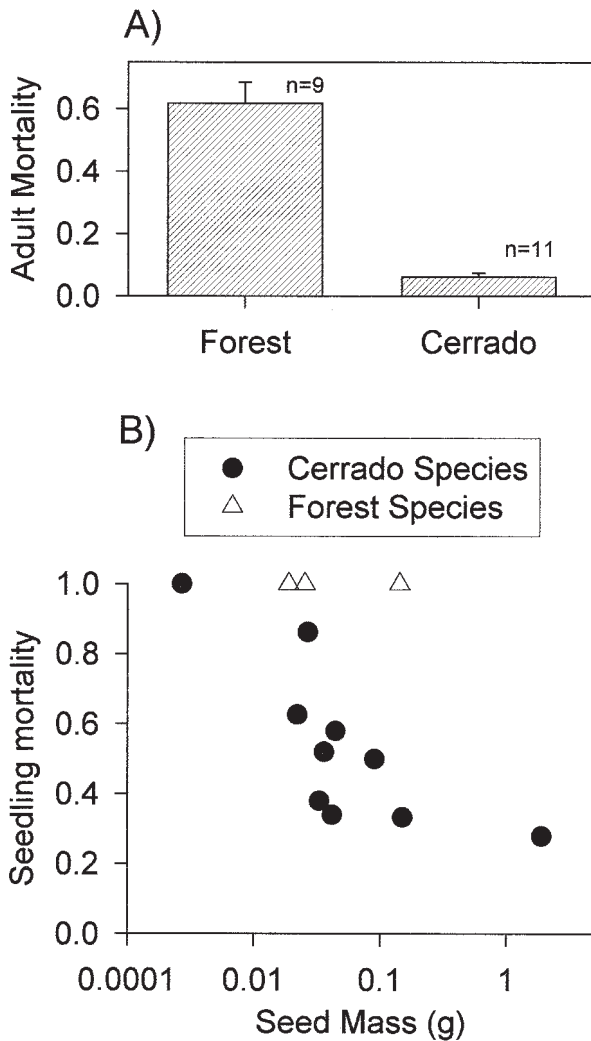 A)
Adult Mortality
0.6
0.4
0.2
0.0
n=9
n=11
Forest Cerrado
B)
Cerrado Species
Forest Species
Seedling mortality
1.0
0.8
0.6
0.4
0.2
0.0
0.0001 0.01 0.1 1
Seed Mass (g)